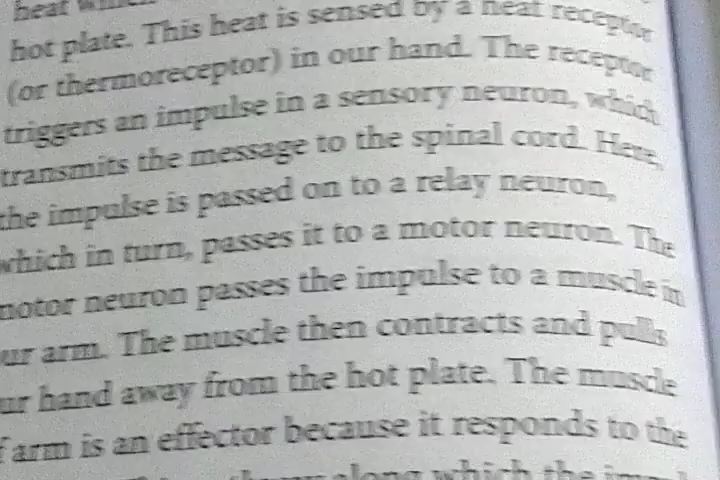 heat
hot plate. This heat is sensed by a heat receptor
(or thermoreceptor) in our hand. The receptor
triggers an impulse in a sensory neuron, which
transmits the message to the spinal cord. Here,
the impulse is passed on to a relay neuron,
which in turn, passes it to a motor neuron. The
motor neuron passes the impulse to a muscle in
ur arm. The muscle then contracts and pulls
ur hand away from the hot plate. The muscle
f arm is an effector because it responds to the
along which the